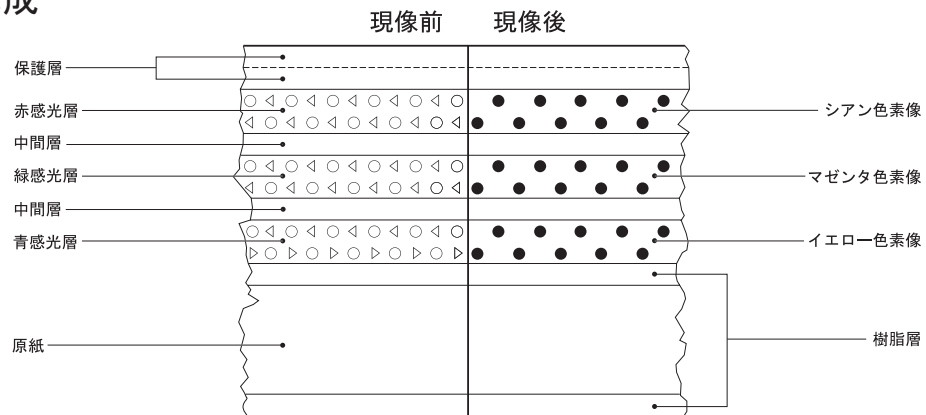 成
現像前 現像後
保護層
赤感光層
中間層
緑感光層
中間層
青感光層
原紙
シアン色素像
マゼンタ色素像
イエロー色素像
樹脂層